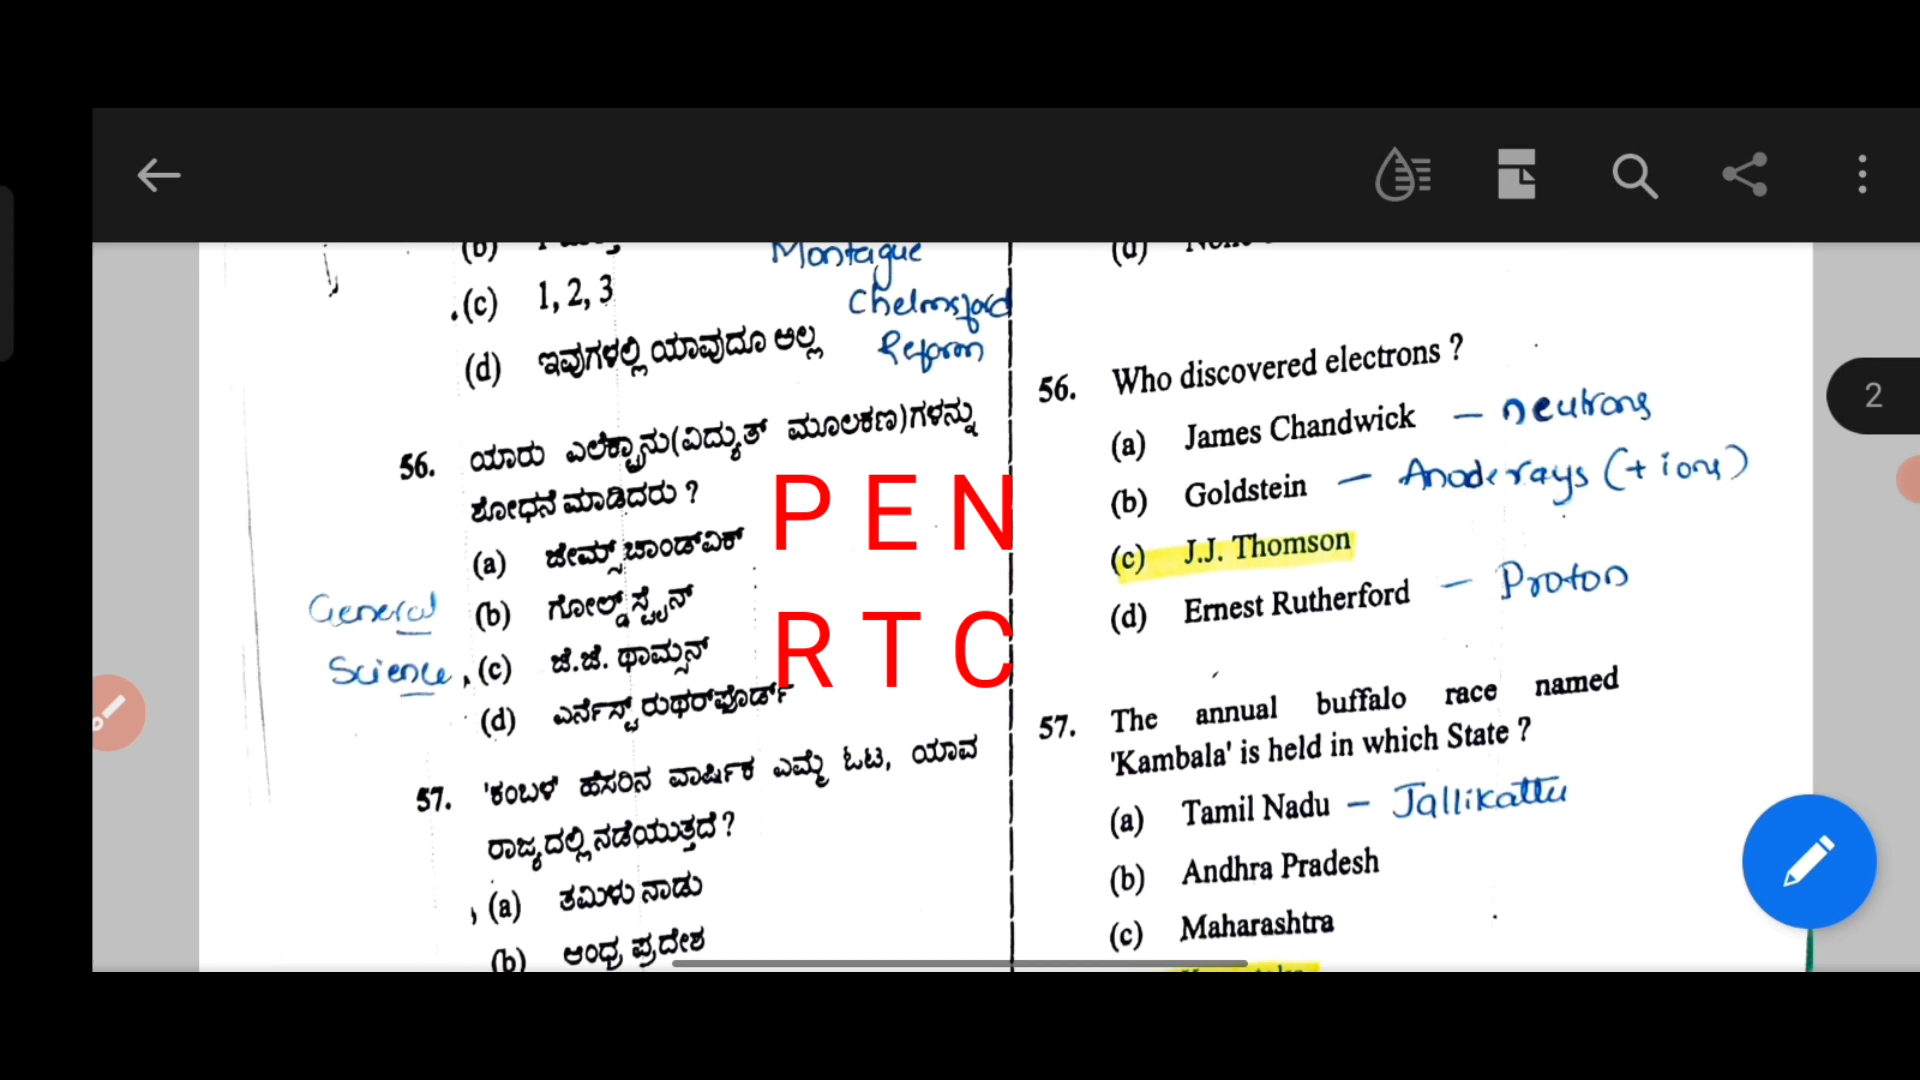 Montague
(c) 1, 2, 3
Chelmsford
(d) ಇವುಗಳಲ್ಲಿ ಯಾವುದೂ ಅಲ್ಲ
Reform
56. ಯಾರು ಎಲೆಕ್ಟ್ರಾನು(ವಿದ್ಯುತ್ ಮೂಲಕಣ)ಗಳನ್ನು
ಶೋಧನೆ ಮಾಡಿದರು ?
(a) ಜೇಮ್ಸ್ ಚಾಂಡ್‌ವಿಕ್
General (b) ಗೋಲ್ಡ್‌ಸ್ಟೈನ್
Science (c) ಜೆ.ಜೆ. ಥಾಮ್ಸನ್
(d) ಎರ್ನೆಸ್ಟ್ ರುಥರ್‌ಫೊರ್ಡ್
57. 'ಕಂಬಳ' ಹೆಸರಿನ ವಾರ್ಷಿಕ ಎಮ್ಮೆ ಓಟ, ಯಾವ
ರಾಜ್ಯದಲ್ಲಿ ನಡೆಯುತ್ತದೆ ?
(a) ತಮಿಳು ನಾಡು
(b) ಆಂಧ್ರ ಪ್ರದೇಶ
PEN
RTC
56. Who discovered electrons ?
(a) James Chandwick – neutrons
(b) Goldstein – Anode rays (+ ions)
(c) J.J. Thomson
(d) Ernest Rutherford – Proton
57. The annual buffalo race named
'Kambala' is held in which State ?
(a) Tamil Nadu – Jallikattu
(b) Andhra Pradesh
(c) Maharashtra
2